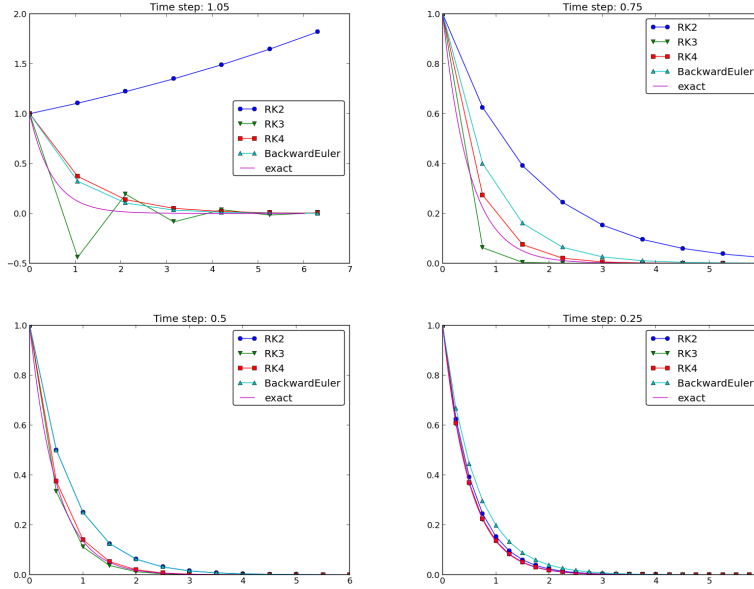 Time step: 1.05
2.0
1.5
1.0
0.5
0.0
−0.5
0 1 2 3 4 5 6 7
RK2
RK3
RK4
BackwardEuler
exact
Time step: 0.75
1.0
0.8
0.6
0.4
0.2
0.0
0 1 2 3 4 5
RK2
RK3
RK4
BackwardEuler
exact
Time step: 0.5
1.0
0.8
0.6
0.4
0.2
0.0
0 1 2 3 4 5 6
RK2
RK3
RK4
BackwardEuler
exact
Time step: 0.25
1.0
0.8
0.6
0.4
0.2
0.0
0 1 2 3 4 5
RK2
RK3
RK4
BackwardEuler
exact